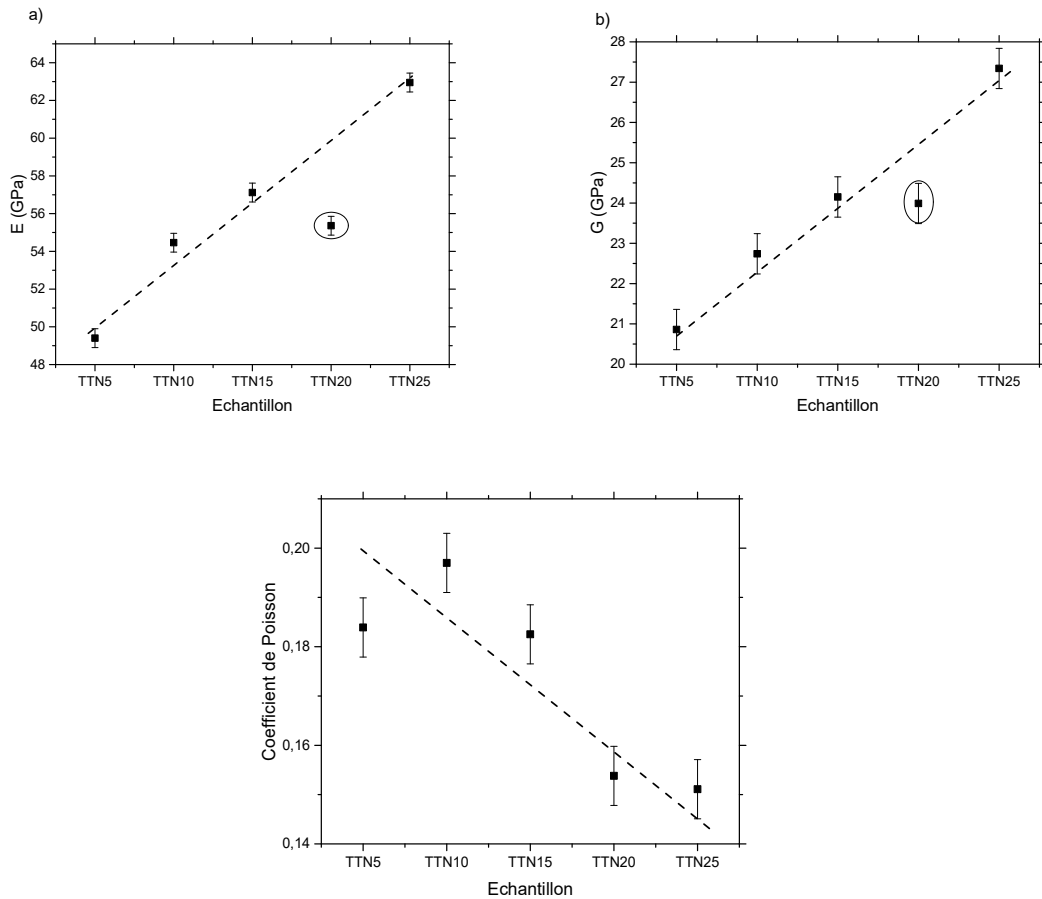 a)
E (GPa)
64
62
60
58
56
54
52
50
48
TTN5 TTN10 TTN15 TTN20 TTN25
Echantillon
b)
G (GPa)
28
27
26
25
24
23
22
21
20
TTN5 TTN10 TTN15 TTN20 TTN25
Echantillon
Coefficient de Poisson
0,20
0,18
0,16
0,14
TTN5 TTN10 TTN15 TTN20 TTN25
Echantillon